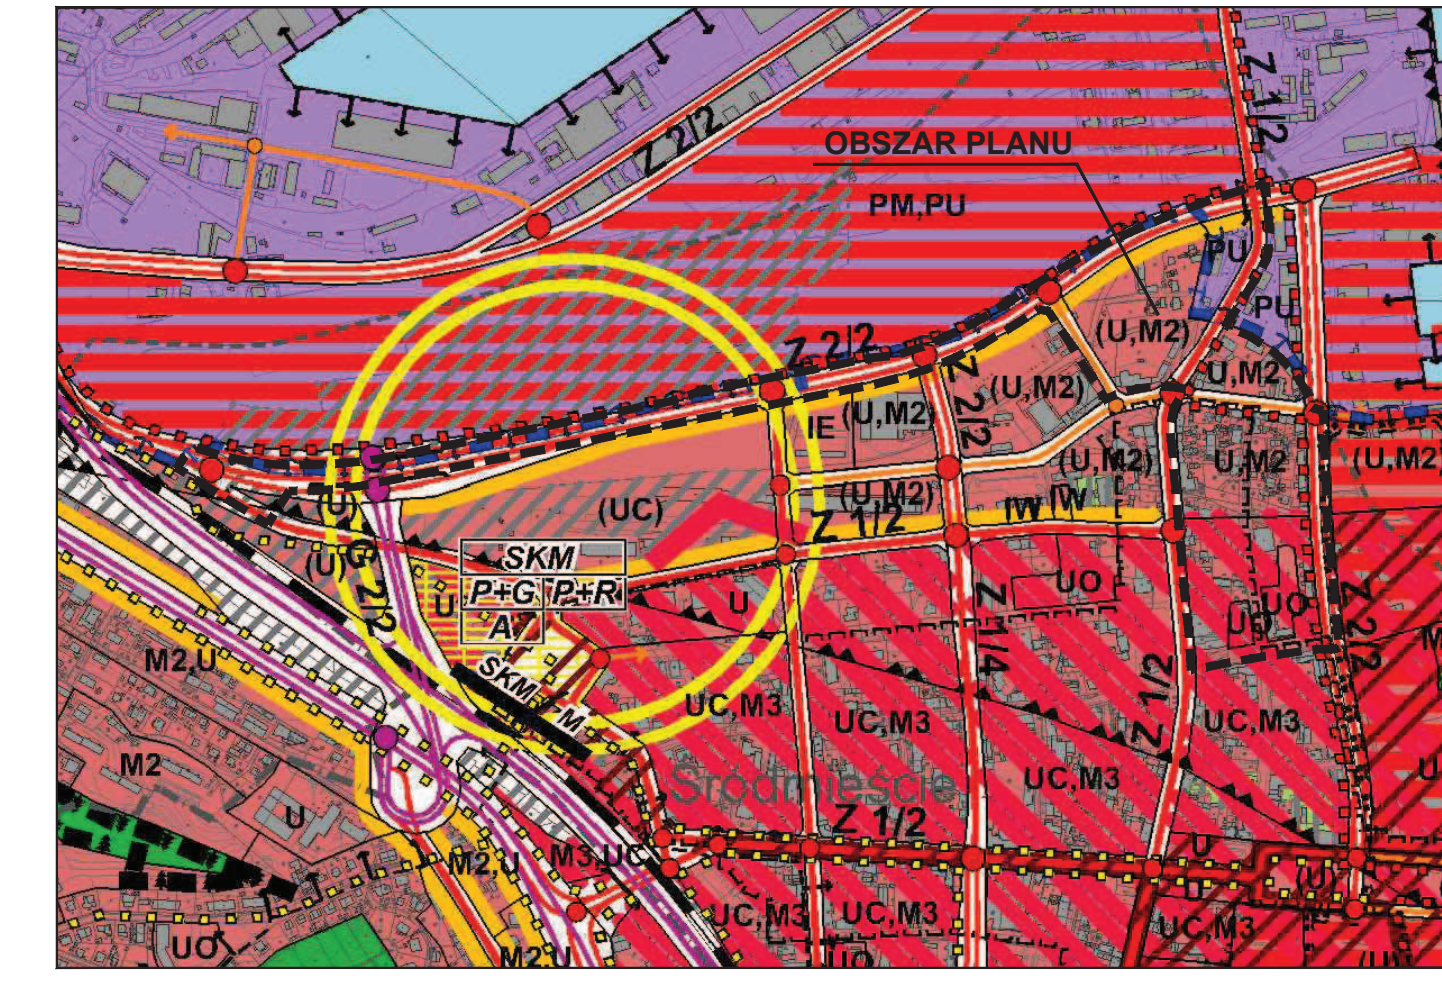 Z 1/2
Z 2/2
OBSZAR PLANU
PM,PU
PU
PU
Z 2/2
(U,M2)
U,M2
(U,M2)
Z 2/2
IE
(U,M2)
(U,M2)
U,M2
(U,M2)
(U)
(UC)
(U,M2)
Z 1/2
IW
IW
(U)
G 2/2
SKM
P+G
P+R
A
U
U
UO
UO
Z 1/4
Z 2/2
M2,U
SKM
UC,M3
UC,M3
Z 1/2
UC,M3
M2
Śródmieście
UC,M3
U
Z 1/2
U
M2,U
M3,UC
(U)
UC,M3
UC,M3
UC,M3
UO
M2,U
UO